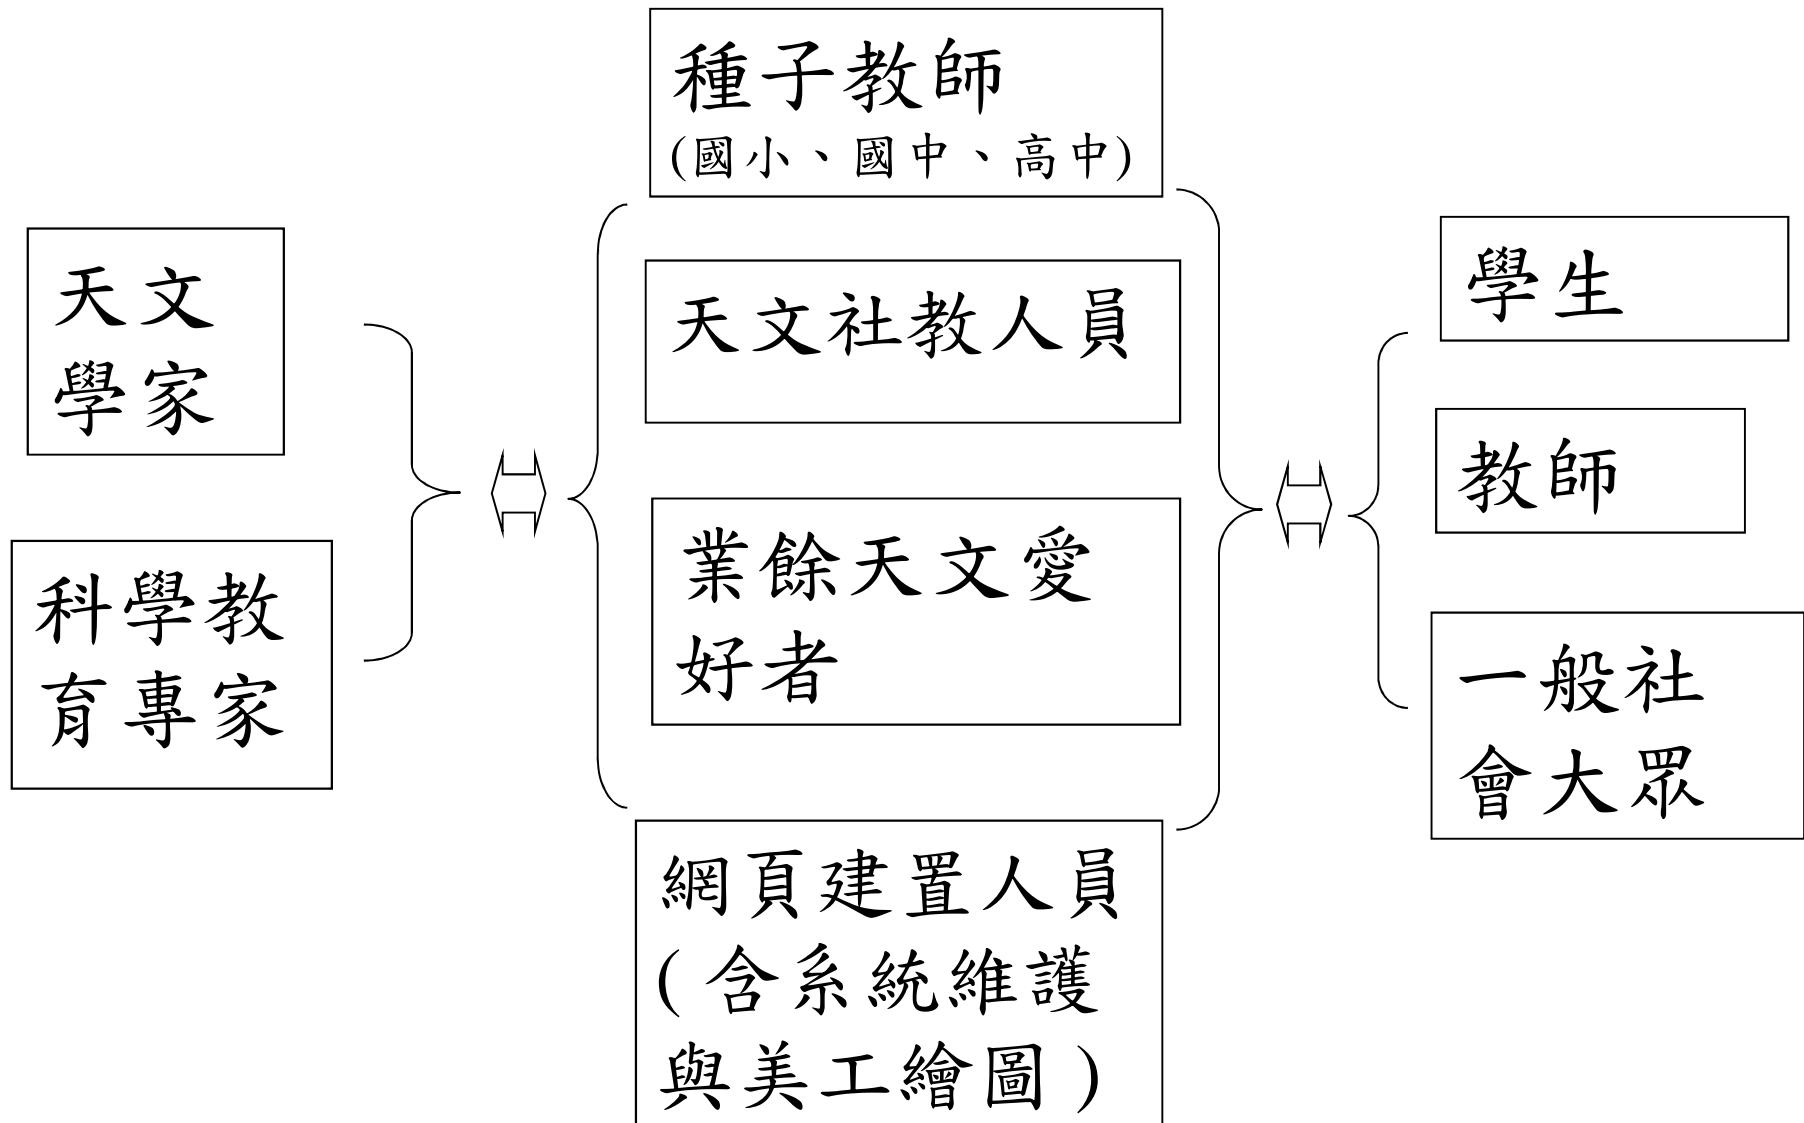 天文
學家
科學教
育專家
種子教師
(國小、國中、高中)
天文社教人員
業餘天文愛
好者
網頁建置人員
(含系統維護
與美工繪圖)
學生
教師
一般社
會大眾